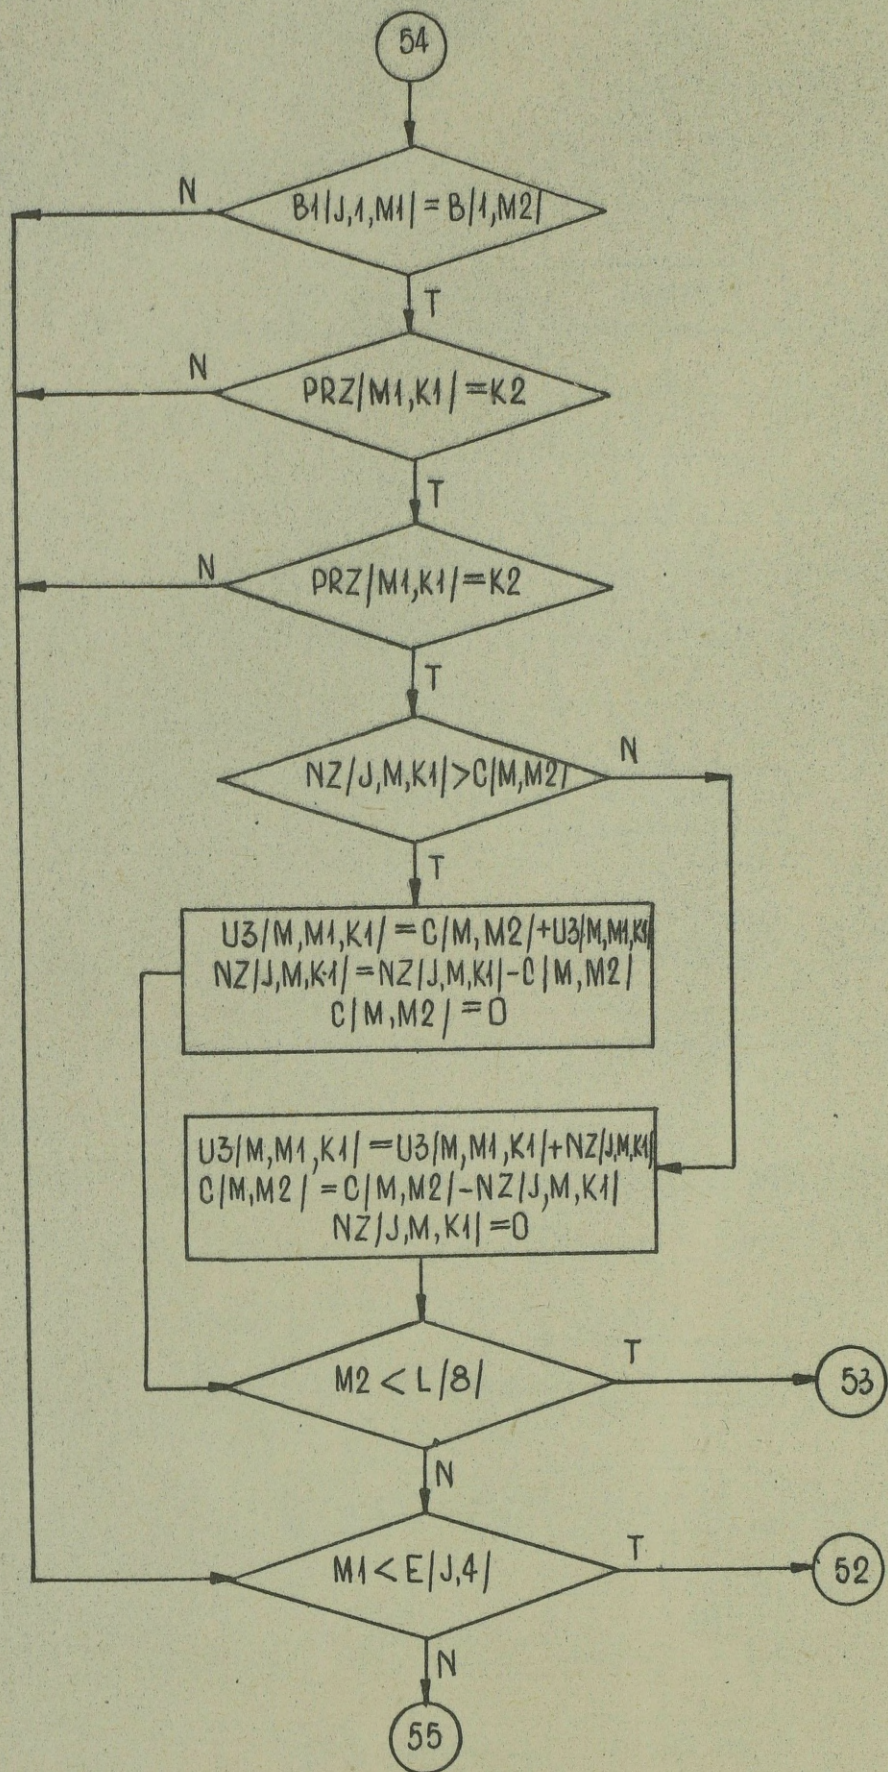 54
N
B1/J,1,M1/=B/1,M2/
T
N
PRZ/M1,K1/=K2
T
N
PRZ/M1,K1/=K2
T
NZ/J,M,K1/>C/M,M2/
N
T
U3/M,M1,K1/=C/M,M2/+U3/M,M1,K1/
NZ/J,M,K1/=NZ/J,M,K1/-C/M,M2/
C/M,M2/=0
U3/M,M1,K1/=U3/M,M1,K1/+NZ/J,M,K1/
C/M,M2/=C/M,M2/-NZ/J,M,K1/
NZ/J,M,K1/=0
M2<L/8/
T
53
N
M1<E/J,4/
T
52
N
55